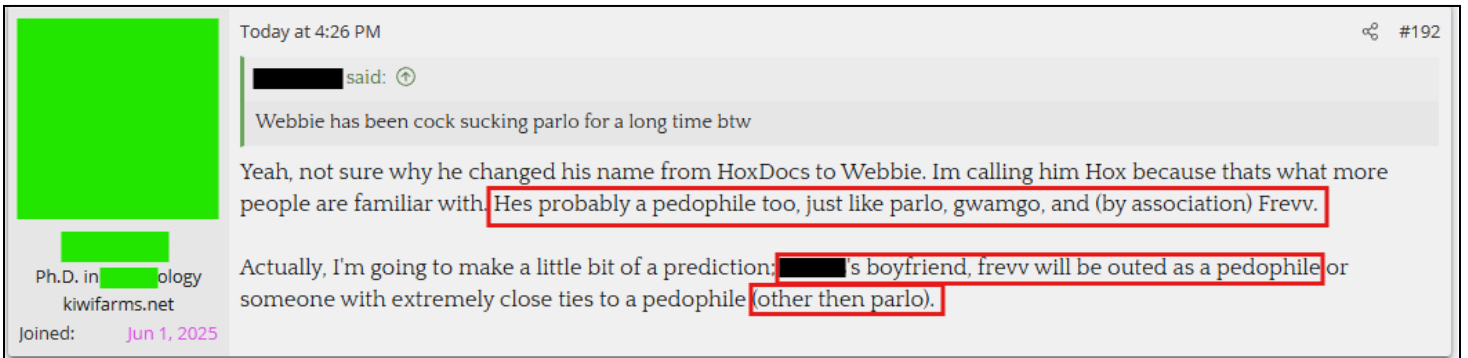 Today at 4:26 PM
#192
said:
Webbie has been cock sucking parlo for a long time btw
Yeah, not sure why he changed his name from HoxDocs to Webbie. Im calling him Hox because thats what more
people are familiar with. Hes probably a pedophile too, just like parlo, gwamgo, and (by association) Frevv.
Actually, I'm going to make a little bit of a prediction; 's boyfriend, frevv will be outed as a pedophile or
someone with extremely close ties to a pedophile (other then parlo).
Ph.D. in ology
kiwifarms.net
Joined: Jun 1, 2025